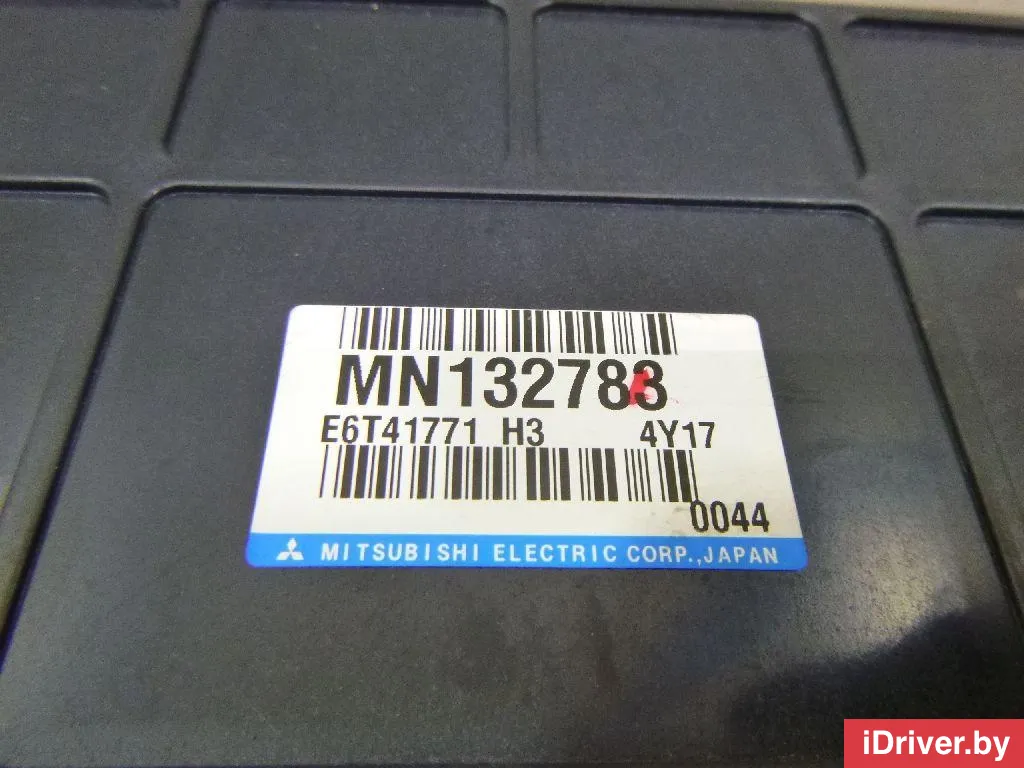 MN132783
E6T41771 H3 4Y17
0044
MITSUBISHI ELECTRIC CORP.,JAPAN
iDriver.by